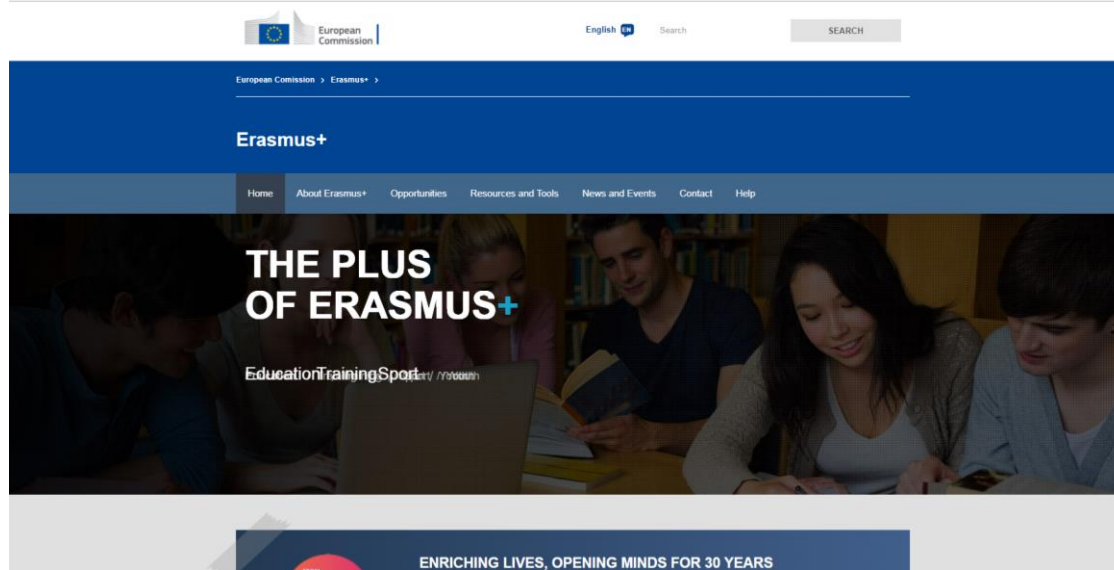 European
Commission
English EN
Search
SEARCH
European Comission > Erasmus+ >
Erasmus+
Home About Erasmus+ Opportunities Resources and Tools News and Events Contact Help
THE PLUS
OF ERASMUS+
EducationTrainingSport
ENRICHING LIVES, OPENING MINDS FOR 30 YEARS